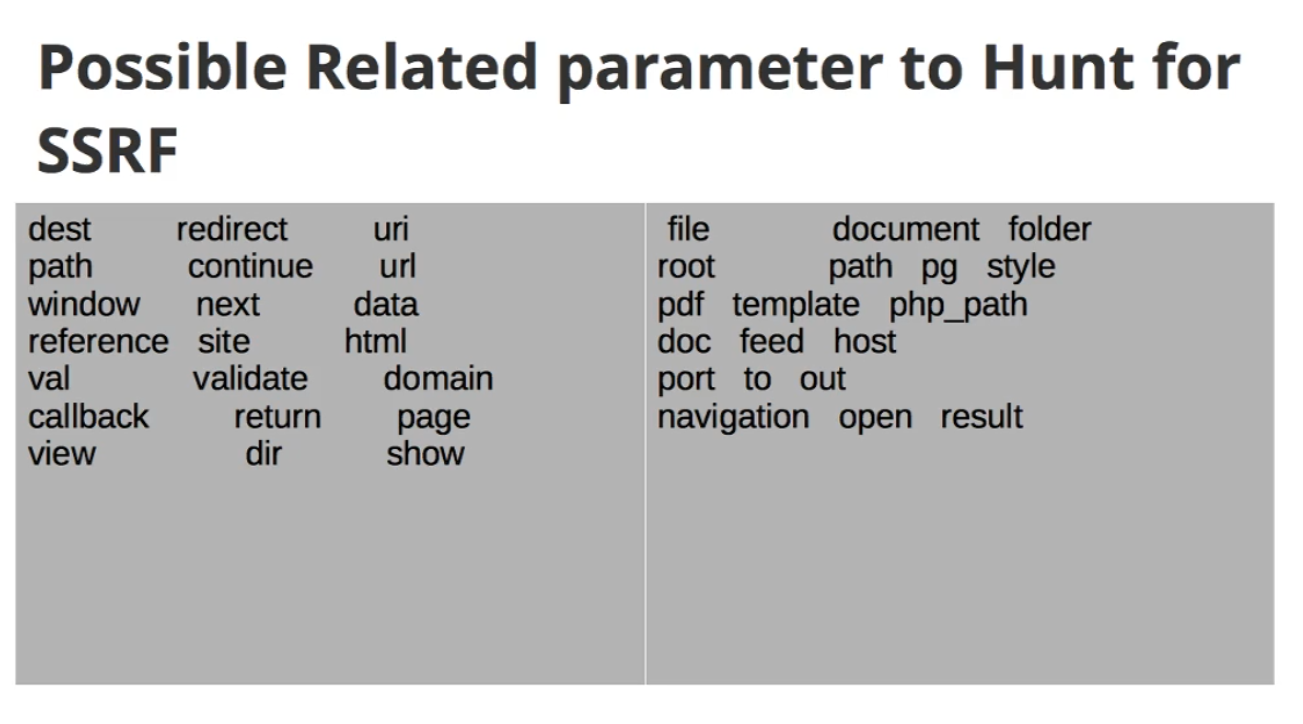 Possible Related parameter to Hunt for
SSRF
dest redirect uri
path continue url
window next data
reference site html
val validate domain
callback return page
view dir show
file document folder
root path pg style
pdf template php_path
doc feed host
port to out
navigation open result